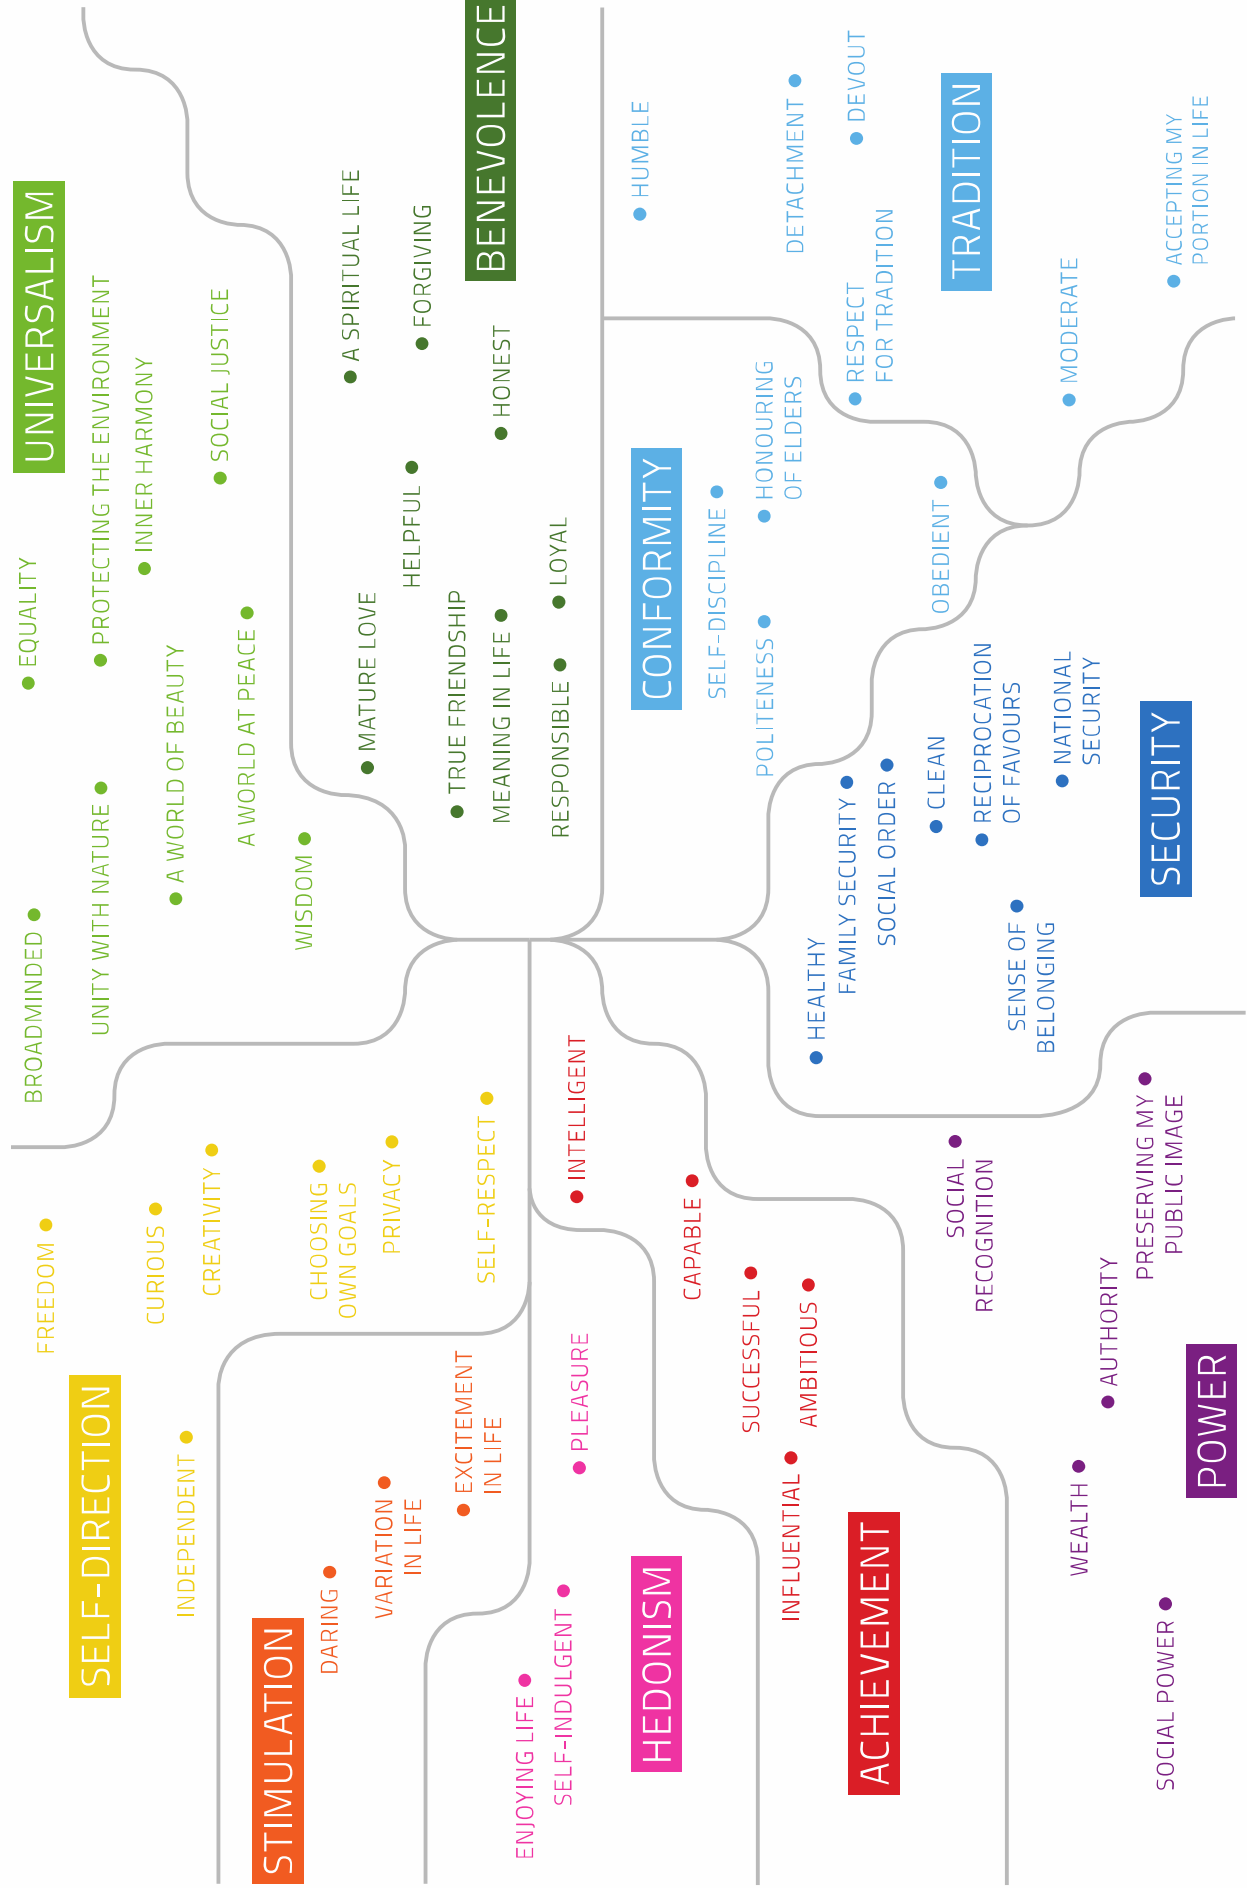 UNIVERSALISM
EQUALITY
PROTECTING THE ENVIRONMENT
INNER HARMONY
SOCIAL JUSTICE
BROADMINDED
UNITY WITH NATURE
A WORLD OF BEAUTY
A WORLD AT PEACE
WISDOM
BENEVOLENCE
A SPIRITUAL LIFE
FORGIVING
HONEST
HELPFUL
LOYAL
MATURE LOVE
TRUE FRIENDSHIP
MEANING IN LIFE
RESPONSIBLE
TRADITION
HUMBLE
DETACHMENT
DEVOUT
RESPECT
FOR TRADITION
MODERATE
ACCEPTING MY
PORTION IN LIFE
CONFORMITY
SELF-DISCIPLINE
HONOURING
OF ELDERS
POLITENESS
OBEDIENT
SECURITY
HEALTHY
FAMILY SECURITY
SOCIAL ORDER
CLEAN
RECIPROCATION
OF FAVOURS
NATIONAL
SECURITY
SENSE OF
BELONGING
SELF-DIRECTION
FREEDOM
CURIOUS
CREATIVITY
CHOOSING
OWN GOALS
PRIVACY
SELF-RESPECT
INDEPENDENT
STIMULATION
DARING
VARIATION
IN LIFE
EXCITEMENT
IN LIFE
HEDONISM
PLEASURE
ENJOYING LIFE
SELF-INDULGENT
ACHIEVEMENT
INTELLIGENT
CAPABLE
SUCCESSFUL
AMBITIOUS
INFLUENTIAL
POWER
SOCIAL
RECOGNITION
PRESERVING MY
PUBLIC IMAGE
AUTHORITY
WEALTH
SOCIAL POWER